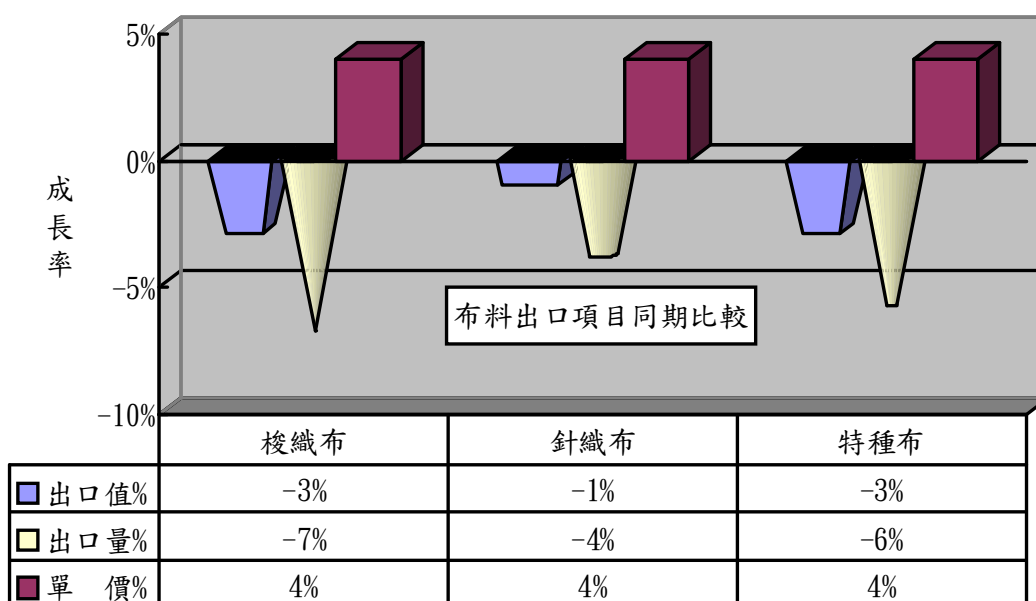 5%
0%
-5%
-10%
成長率
布料出口項目同期比較
梭織布 針織布 特種布
出口值% -3% -1% -3%
出口量% -7% -4% -6%
單 價% 4% 4% 4%